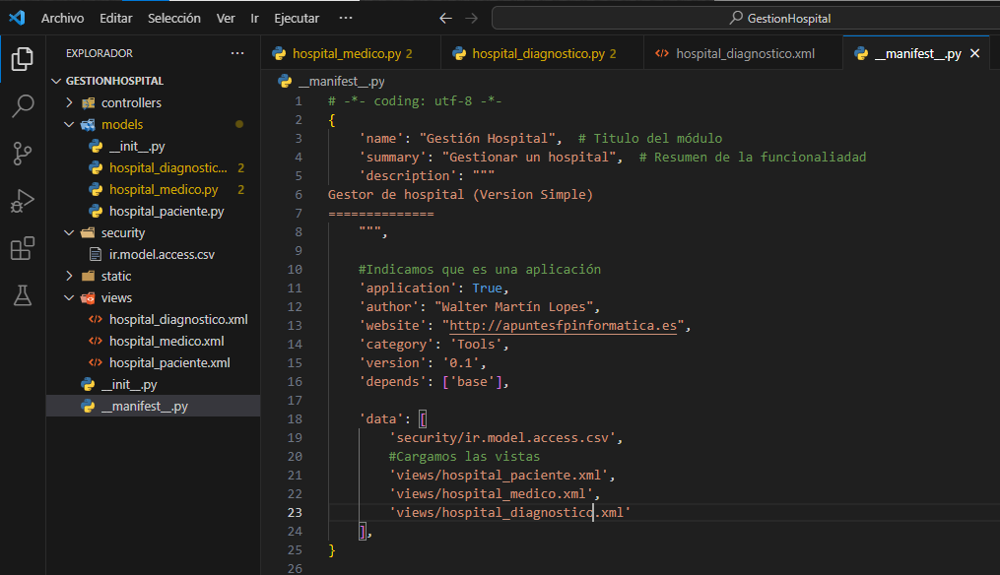 Archivo Editar Selección Ver Ir Ejecutar ··· GestionHospital
EXPLORADOR ···
GESTIONHOSPITAL
controllers
models
__init__.py
hospital_diagnostic... 2
hospital_medico.py 2
hospital_paciente.py
security
ir.model.access.csv
static
views
hospital_diagnostico.xml
hospital_medico.xml
hospital_paciente.xml
__init__.py
__manifest__.py
hospital_medico.py 2 hospital_diagnostico.py 2 hospital_diagnostico.xml __manifest__.py
__manifest__.py
1 # -*- coding: utf-8 -*-
2 {
3 'name': "Gestión Hospital", # Titulo del módulo
4 'summary': "Gestionar un hospital", # Resumen de la funcionaliadad
5 'description': """
6 Gestor de hospital (Version Simple)
7 ==============
8 """,
9
10 #Indicamos que es una aplicación
11 'application': True,
12 'author': "Walter Martín Lopes",
13 'website': "http://apuntesfpinformatica.es",
14 'category': 'Tools',
15 'version': '0.1',
16 'depends': ['base'],
17
18 'data': [
19 'security/ir.model.access.csv',
20 #Cargamos las vistas
21 'views/hospital_paciente.xml',
22 'views/hospital_medico.xml',
23 'views/hospital_diagnostico.xml'
24 ],
25 }
26